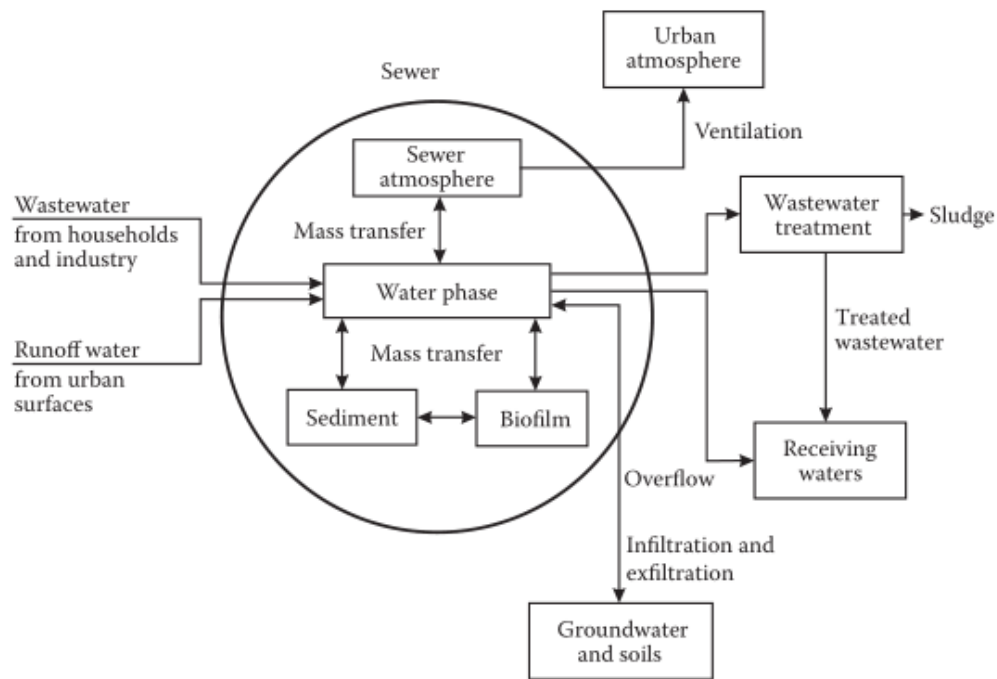 Urban
atmosphere
Sewer
Ventilation
Sewer
atmosphere
Wastewater
from households
and industry
Mass transfer
Wastewater
treatment
Sludge
Water phase
Runoff water
from urban
surfaces
Mass transfer
Treated
wastewater
Sediment
Biofilm
Receiving
waters
Overflow
Infiltration and
exfiltration
Groundwater
and soils